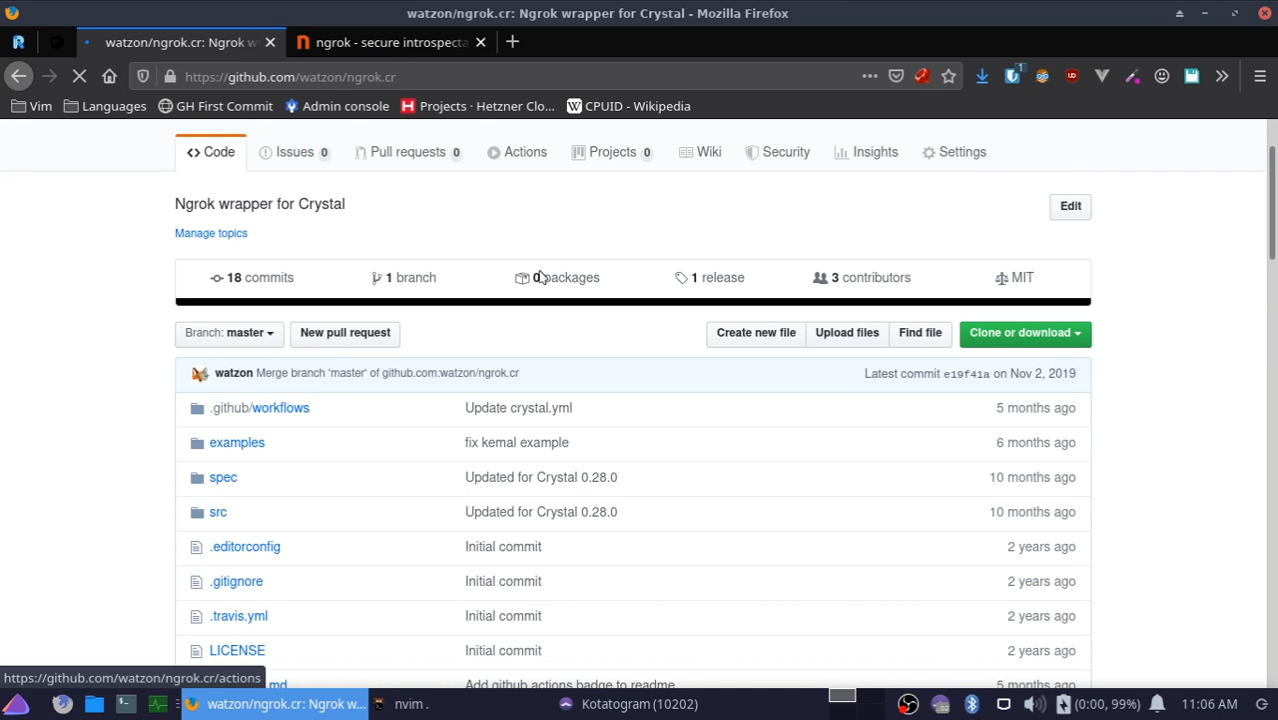 watzon/ngrok.cr: Ngrok wrapper for Crystal - Mozilla Firefox
watzon/ngrok.cr: Ngrok w
ngrok - secure introspecta
https://github.com/watzon/ngrok.cr
1
Vim
Languages
GH First Commit
Admin console
Projects · Hetzner Clo...
CPUID - Wikipedia
Code
Issues 0
Pull requests 0
Actions
Projects 0
Wiki
Security
Insights
Settings
Ngrok wrapper for Crystal
Edit
Manage topics
18 commits
1 branch
0 packages
1 release
3 contributors
MIT
Branch: master
New pull request
Create new file
Upload files
Find file
Clone or download
watzon Merge branch 'master' of github.com:watzon/ngrok.cr
Latest commit e19f41a on Nov 2, 2019
.github/workflows
Update crystal.yml
5 months ago
examples
fix kemal example
6 months ago
spec
Updated for Crystal 0.28.0
10 months ago
src
Updated for Crystal 0.28.0
10 months ago
.editorconfig
Initial commit
2 years ago
.gitignore
Initial commit
2 years ago
.travis.yml
Initial commit
2 years ago
LICENSE
Initial commit
2 years ago
https://github.com/watzon/ngrok.cr/actions
md
Add github actions badge to readme
5 months ago
watzon/ngrok.cr: Ngrok w...
nvim .
Kotatogram (10202)
(0:00, 99%)
11:06 AM